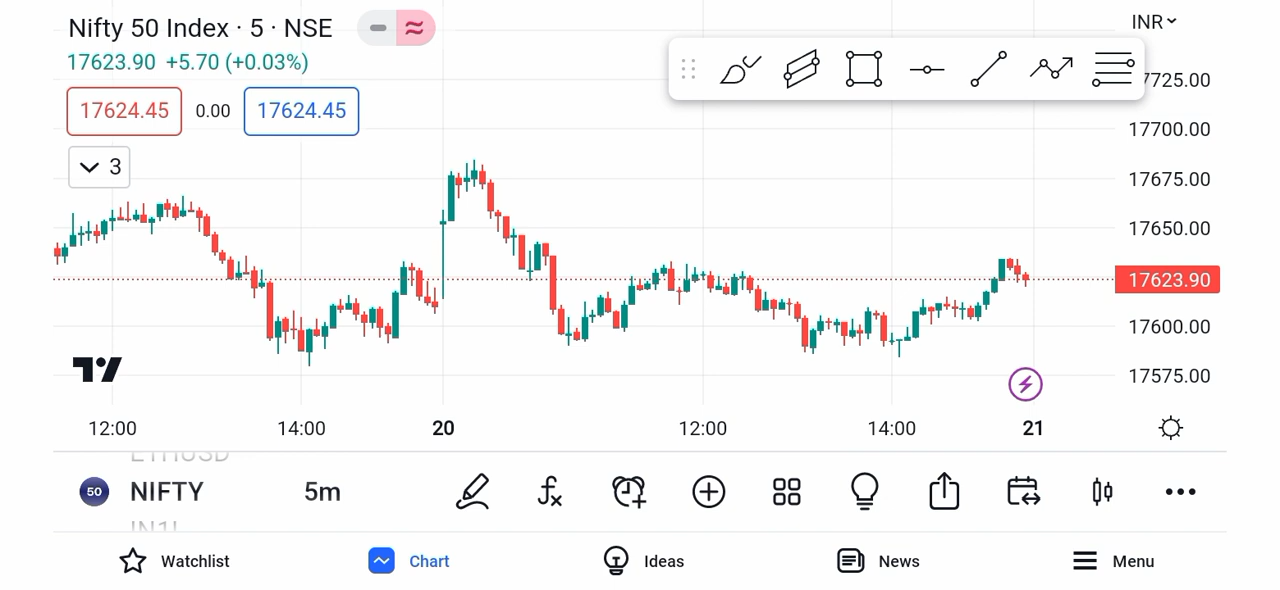 Nifty 50 Index · 5 · NSE
INR
17623.90 +5.70 (+0.03%)
17624.45 0.00 17624.45
3
7725.00
17700.00
17675.00
17650.00
17623.90
17600.00
17575.00
12:00 14:00 20 12:00 14:00 21
ETHUSD
50 NIFTY 5m
Watchlist Chart Ideas News Menu